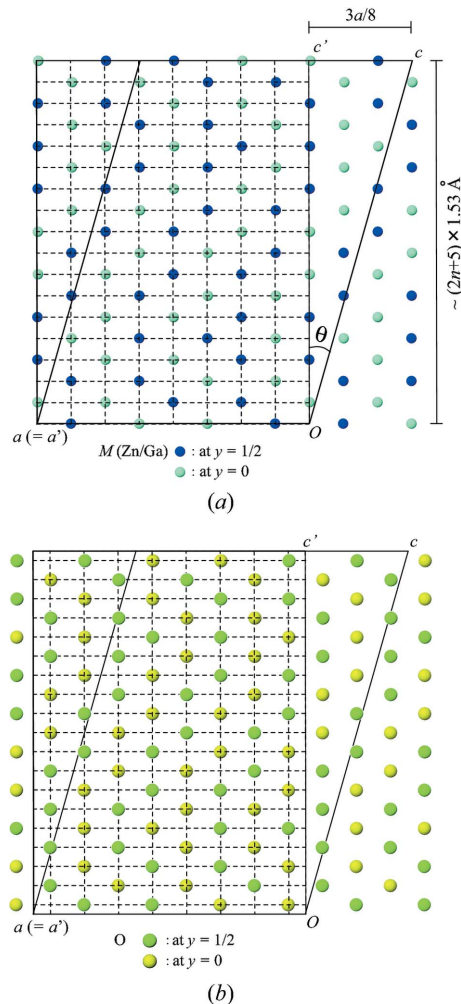 3a/8
c'
c
~ (2n+5) × 1.53 Å
θ
a (= a')
O
M (Zn/Ga) : at y = 1/2
: at y = 0
(a)
c'
c
a (= a')
O
O : at y = 1/2
: at y = 0
(b)